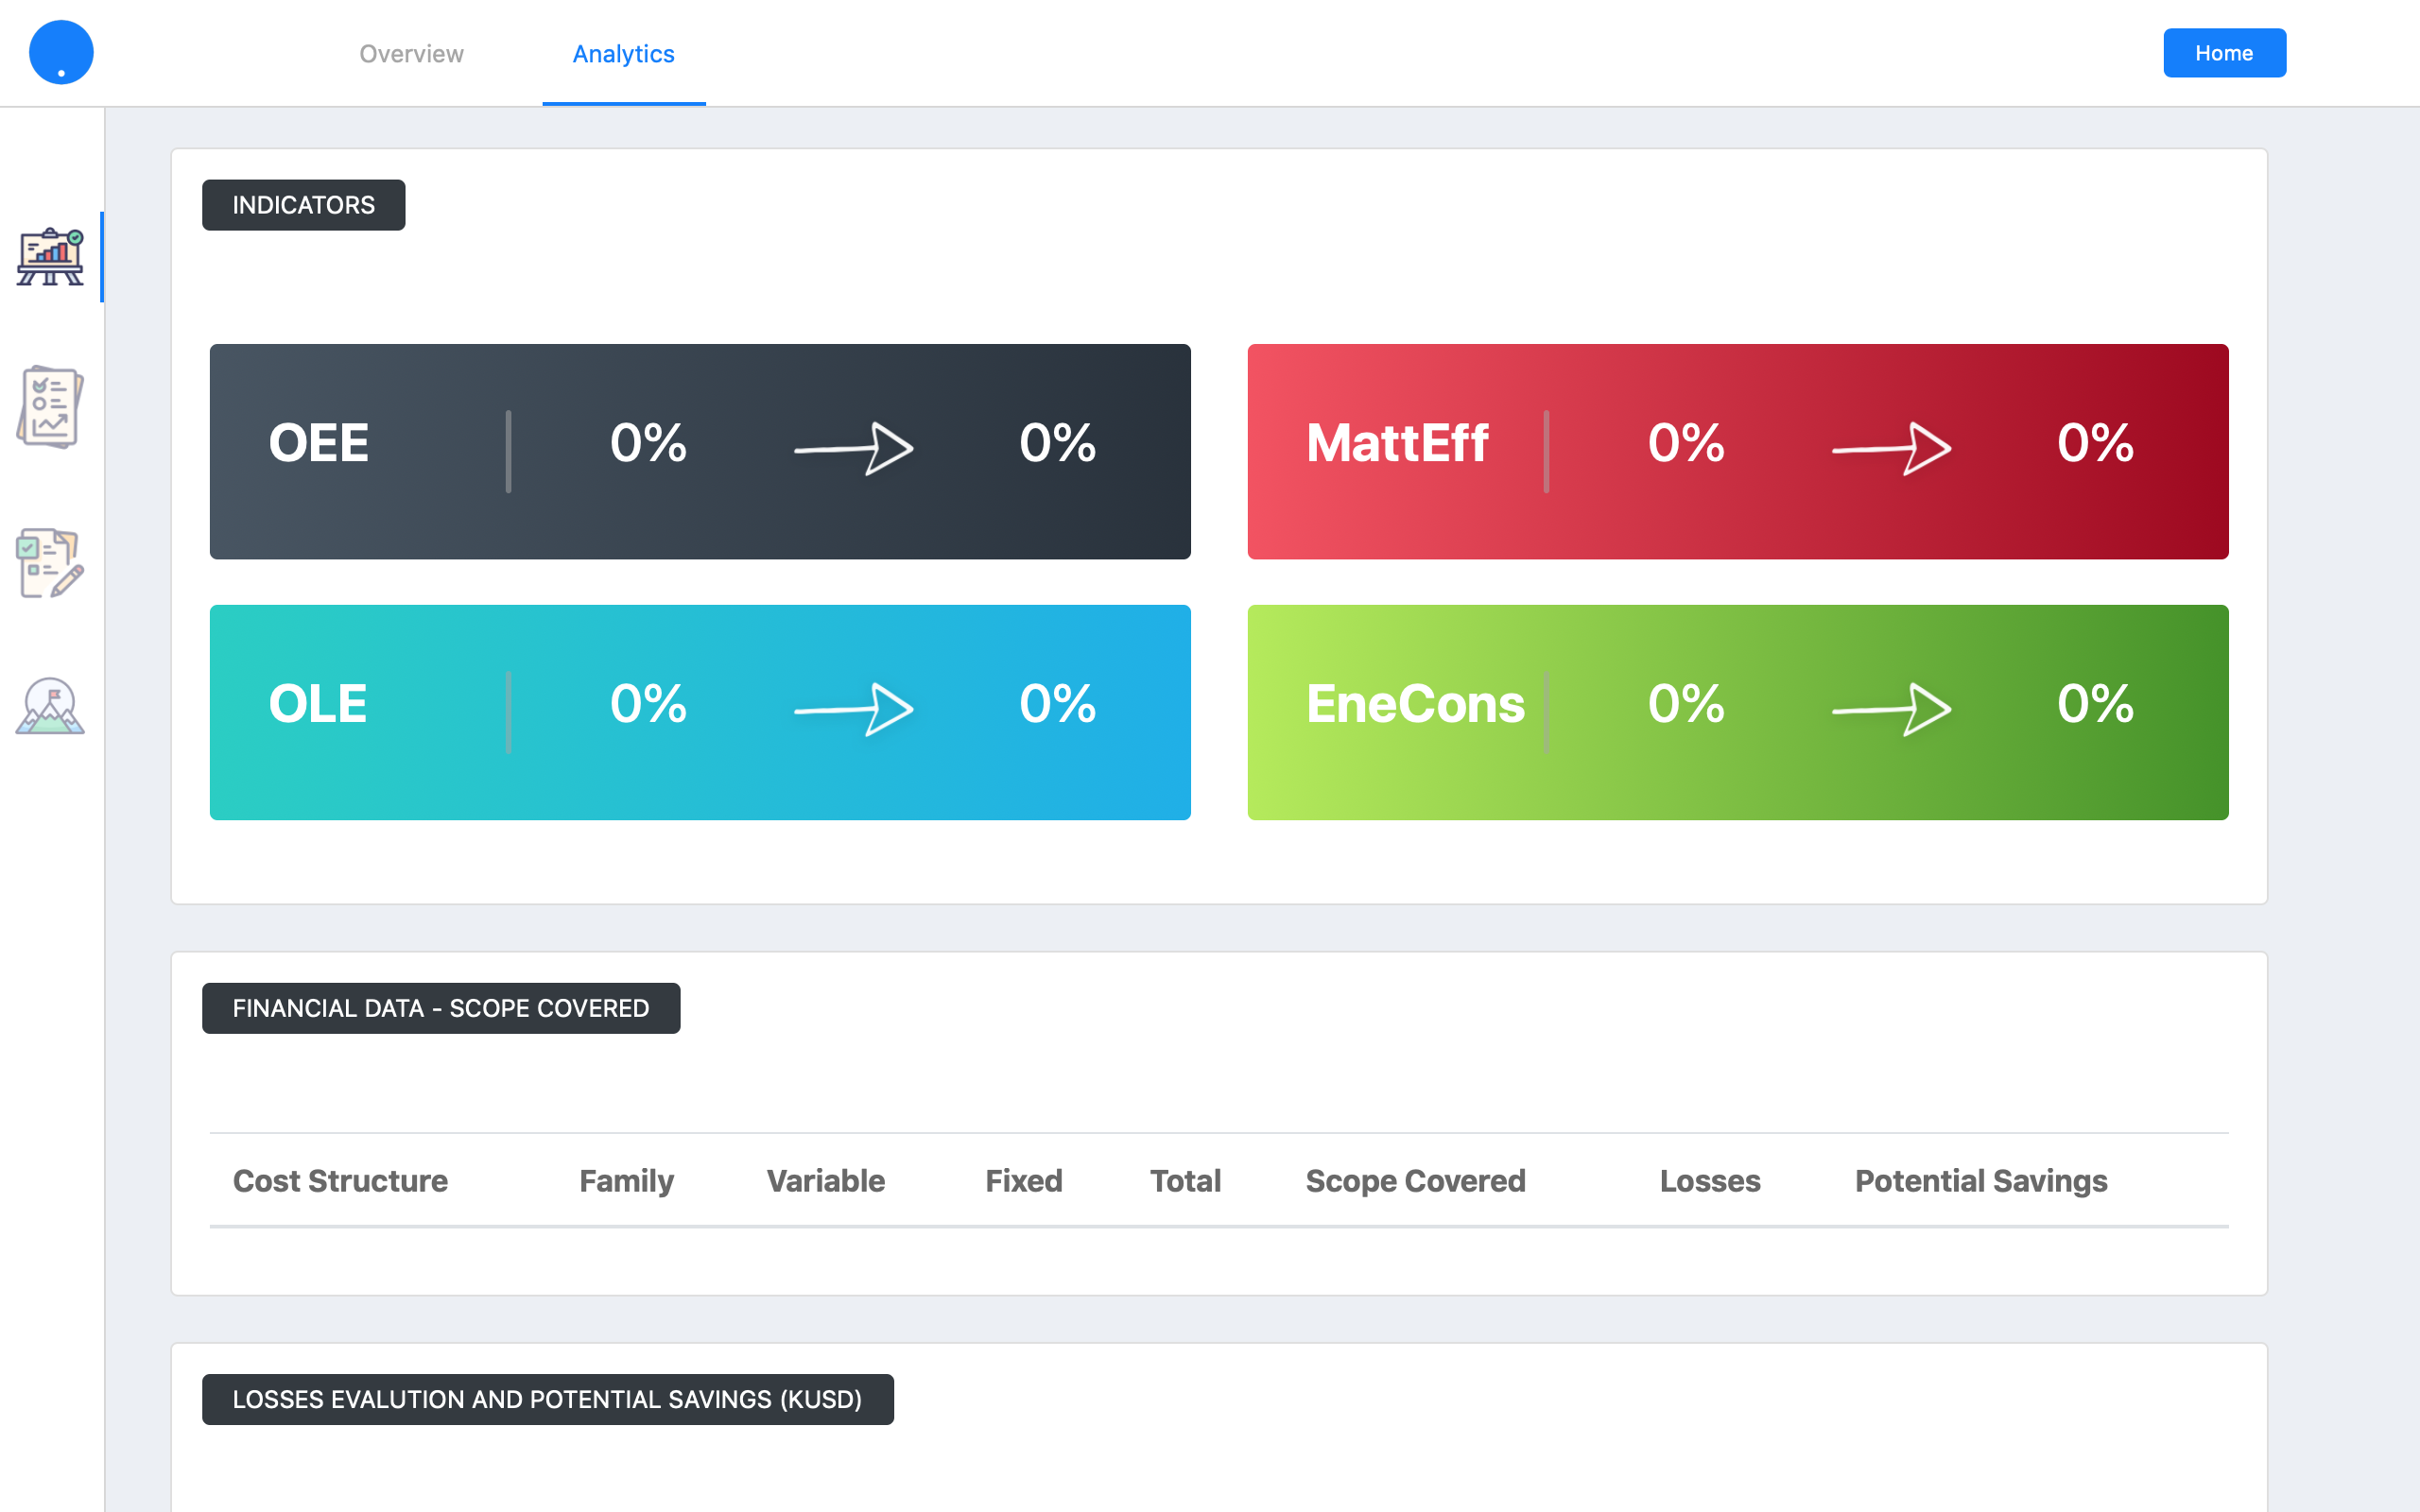 Overview Analytics Home
INDICATORS
OEE 0% 0%
MattEff 0% 0%
OLE 0% 0%
EneCons 0% 0%
FINANCIAL DATA - SCOPE COVERED
Cost Structure Family Variable Fixed Total Scope Covered Losses Potential Savings
LOSSES EVALUTION AND POTENTIAL SAVINGS (KUSD)